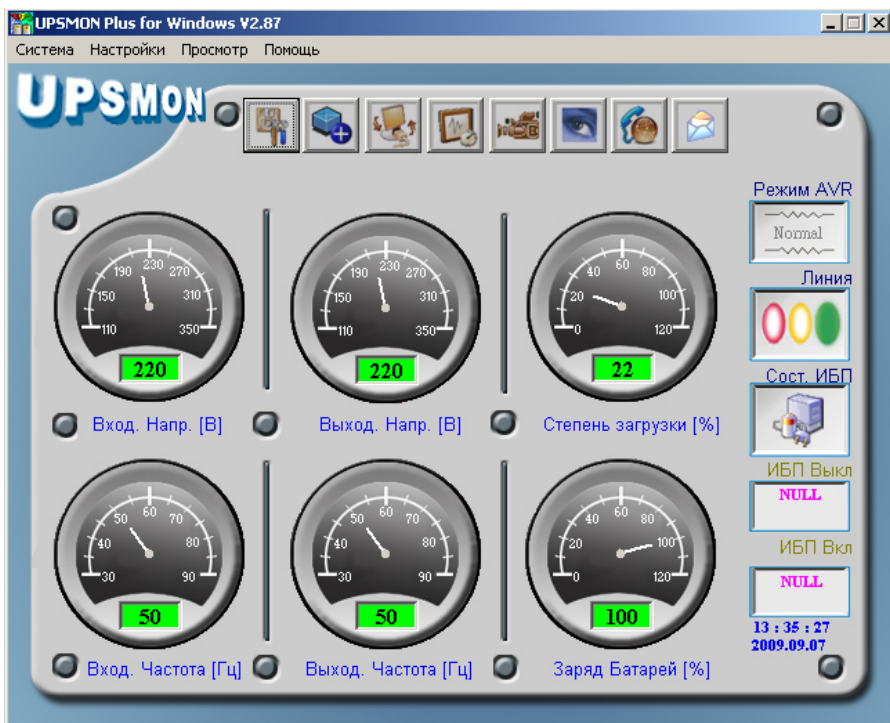 UPSMON Plus for Windows V2.87
Система Настройки Просмотр Помощь
UPSMON
Режим AVR
Normal
Линия
Сост. ИБП
ИБП Выкл
NULL
ИБП Вкл
NULL
13 : 35 : 27
2009.09.07
110 150 190 230 270 310 350
220
Вход. Напр. [В]
110 150 190 230 270 310 350
220
Выход. Напр. [В]
0 20 40 60 80 100 120
22
Степень загрузки [%]
30 40 50 60 70 80 90
50
Вход. Частота [Гц]
30 40 50 60 70 80 90
50
Выход. Частота [Гц]
0 20 40 60 80 100 120
100
Заряд Батарей [%]